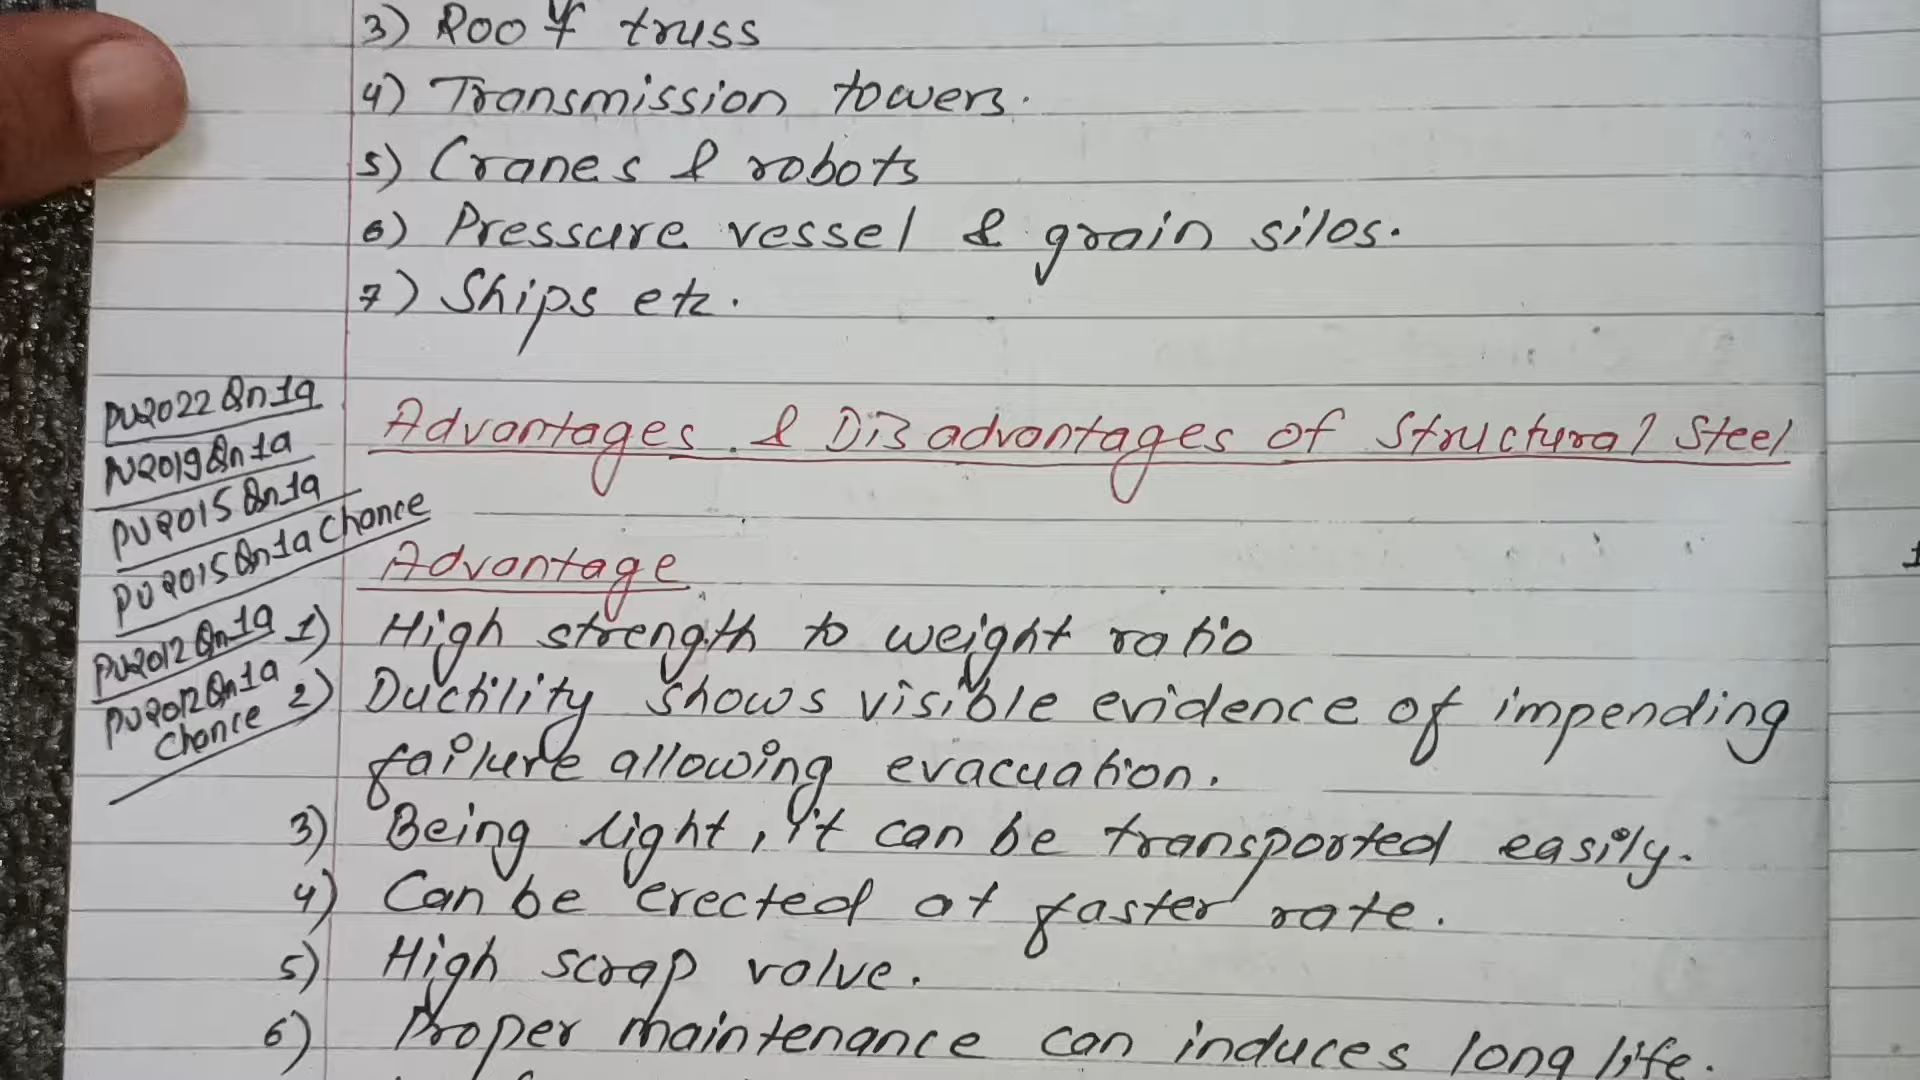 3) Roof truss
4) Transmission towers.
5) Cranes & robots
6) Pressure vessel & grain silos.
7) Ships etc.
PU2022 Qn 1a
PU2019 Qn 1a
PU2015 Qn 1a
PU2015 Qn 1a Chance
PU2012 Qn 1a
PU2012 Qn 1a
Chance
Advantages & Disadvantages of Structural Steel
Advantage
1) High strength to weight ratio
2) Ductility shows visible evidence of impending
failure allowing evacuation.
3) Being light, it can be transported easily.
4) Can be erected at faster rate.
5) High scrap value.
6) Proper maintenance can induces long life.